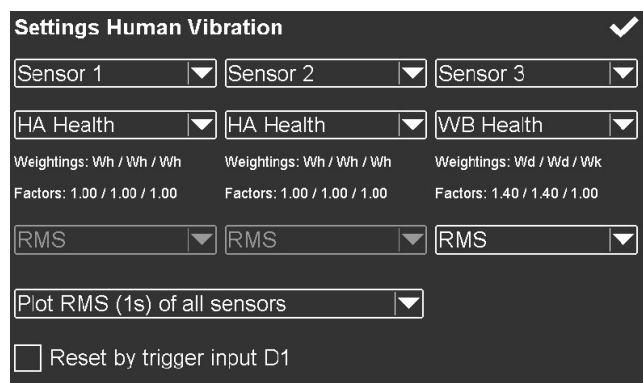 Settings Human Vibration
Sensor 1 Sensor 2 Sensor 3
HA Health HA Health WB Health
Weightings: Wh / Wh / Wh Weightings: Wh / Wh / Wh Weightings: Wd / Wd / Wk
Factors: 1.00 / 1.00 / 1.00 Factors: 1.00 / 1.00 / 1.00 Factors: 1.40 / 1.40 / 1.00
RMS RMS RMS
Plot RMS (1s) of all sensors
Reset by trigger input D1